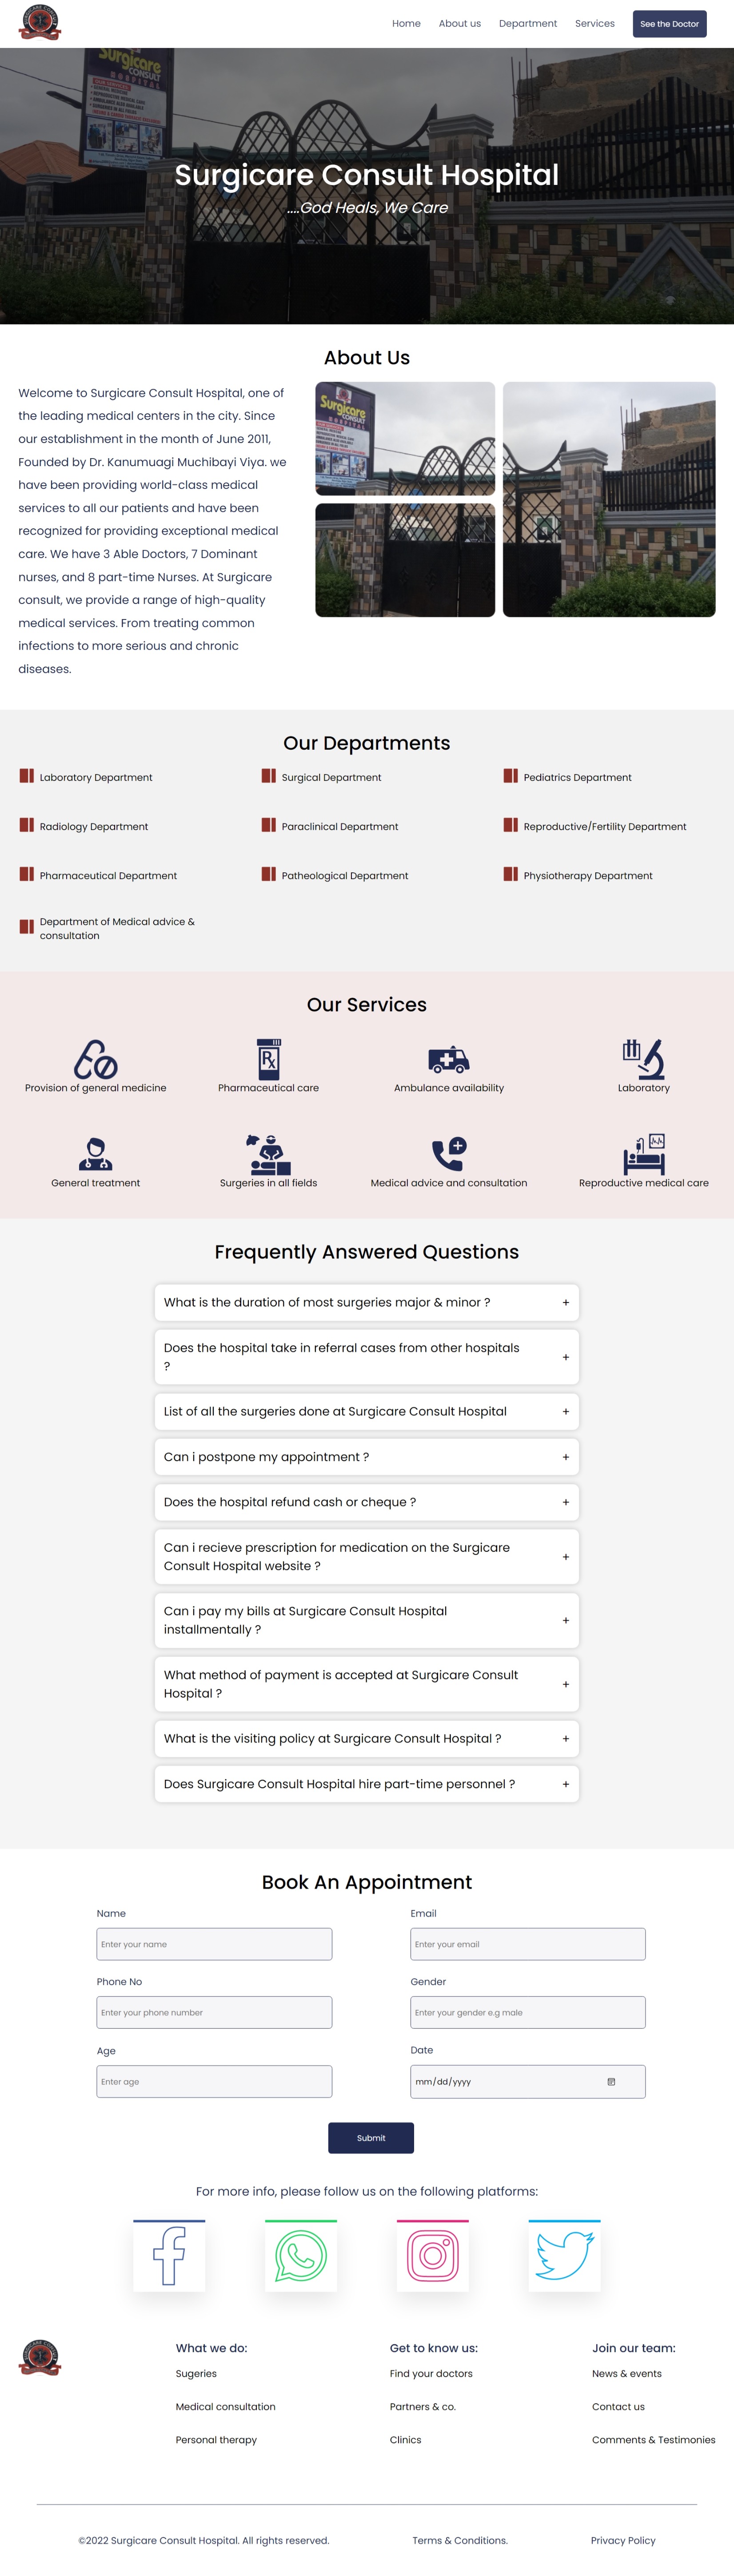 SURGICARE CONSULT
Home
About us
Department
Services
See the Doctor
Surgicare
CONSULT
Surgicare Consult Hospital
....God Heals, We Care
About Us
Welcome to Surgicare Consult Hospital, one of
the leading medical centers in the city. Since
our establishment in the month of June 2011,
Founded by Dr. Kanumuagi Muchibayi Viya. we
have been providing world-class medical
services to all our patients and have been
recognized for providing exceptional medical
care. We have 3 Able Doctors, 7 Dominant
nurses, and 8 part-time Nurses. At Surgicare
consult, we provide a range of high-quality
medical services. From treating common
infections to more serious and chronic
diseases.
Surgicare
CONSULT
Our Departments
Laboratory Department
Surgical Department
Pediatrics Department
Radiology Department
Paraclinical Department
Reproductive/Fertility Department
Pharmaceutical Department
Patheological Department
Physiotherapy Department
Department of Medical advice &
consultation
Our Services
Rx
Provision of general medicine
Pharmaceutical care
Ambulance availability
Laboratory
General treatment
Surgeries in all fields
Medical advice and consultation
Reproductive medical care
Frequently Answered Questions
What is the duration of most surgeries major & minor ? +
Does the hospital take in referral cases from other hospitals
? +
List of all the surgeries done at Surgicare Consult Hospital +
Can i postpone my appointment ? +
Does the hospital refund cash or cheque ? +
Can i recieve prescription for medication on the Surgicare
Consult Hospital website ? +
Can i pay my bills at Surgicare Consult Hospital
installmentally ? +
What method of payment is accepted at Surgicare Consult
Hospital ? +
What is the visiting policy at Surgicare Consult Hospital ? +
Does Surgicare Consult Hospital hire part-time personnel ? +
Book An Appointment
Name
Email
Enter your name
Enter your email
Phone No
Gender
Enter your phone number
Enter your gender e.g male
Age
Date
Enter age
mm/dd/yyyy
Submit
For more info, please follow us on the following platforms:
SURGICARE CONSULT
What we do:
Sugeries
Medical consultation
Personal therapy
Get to know us:
Find your doctors
Partners & co.
Clinics
Join our team:
News & events
Contact us
Comments & Testimonies
©2022 Surgicare Consult Hospital. All rights reserved.
Terms & Conditions.
Privacy Policy